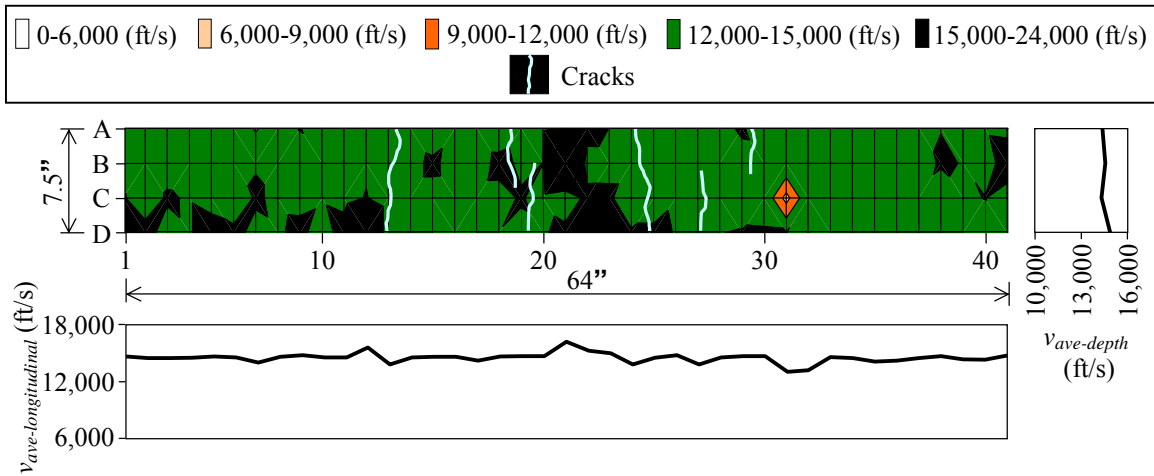 0-6,000 (ft/s) 6,000-9,000 (ft/s) 9,000-12,000 (ft/s) 12,000-15,000 (ft/s) 15,000-24,000 (ft/s)
Cracks
A
B
C
D
7.5”
1 10 20 30 40
64”
10,000
13,000
16,000
v ave-depth
(ft/s)
v ave-longitudinal (ft/s)
18,000
12,000
6,000